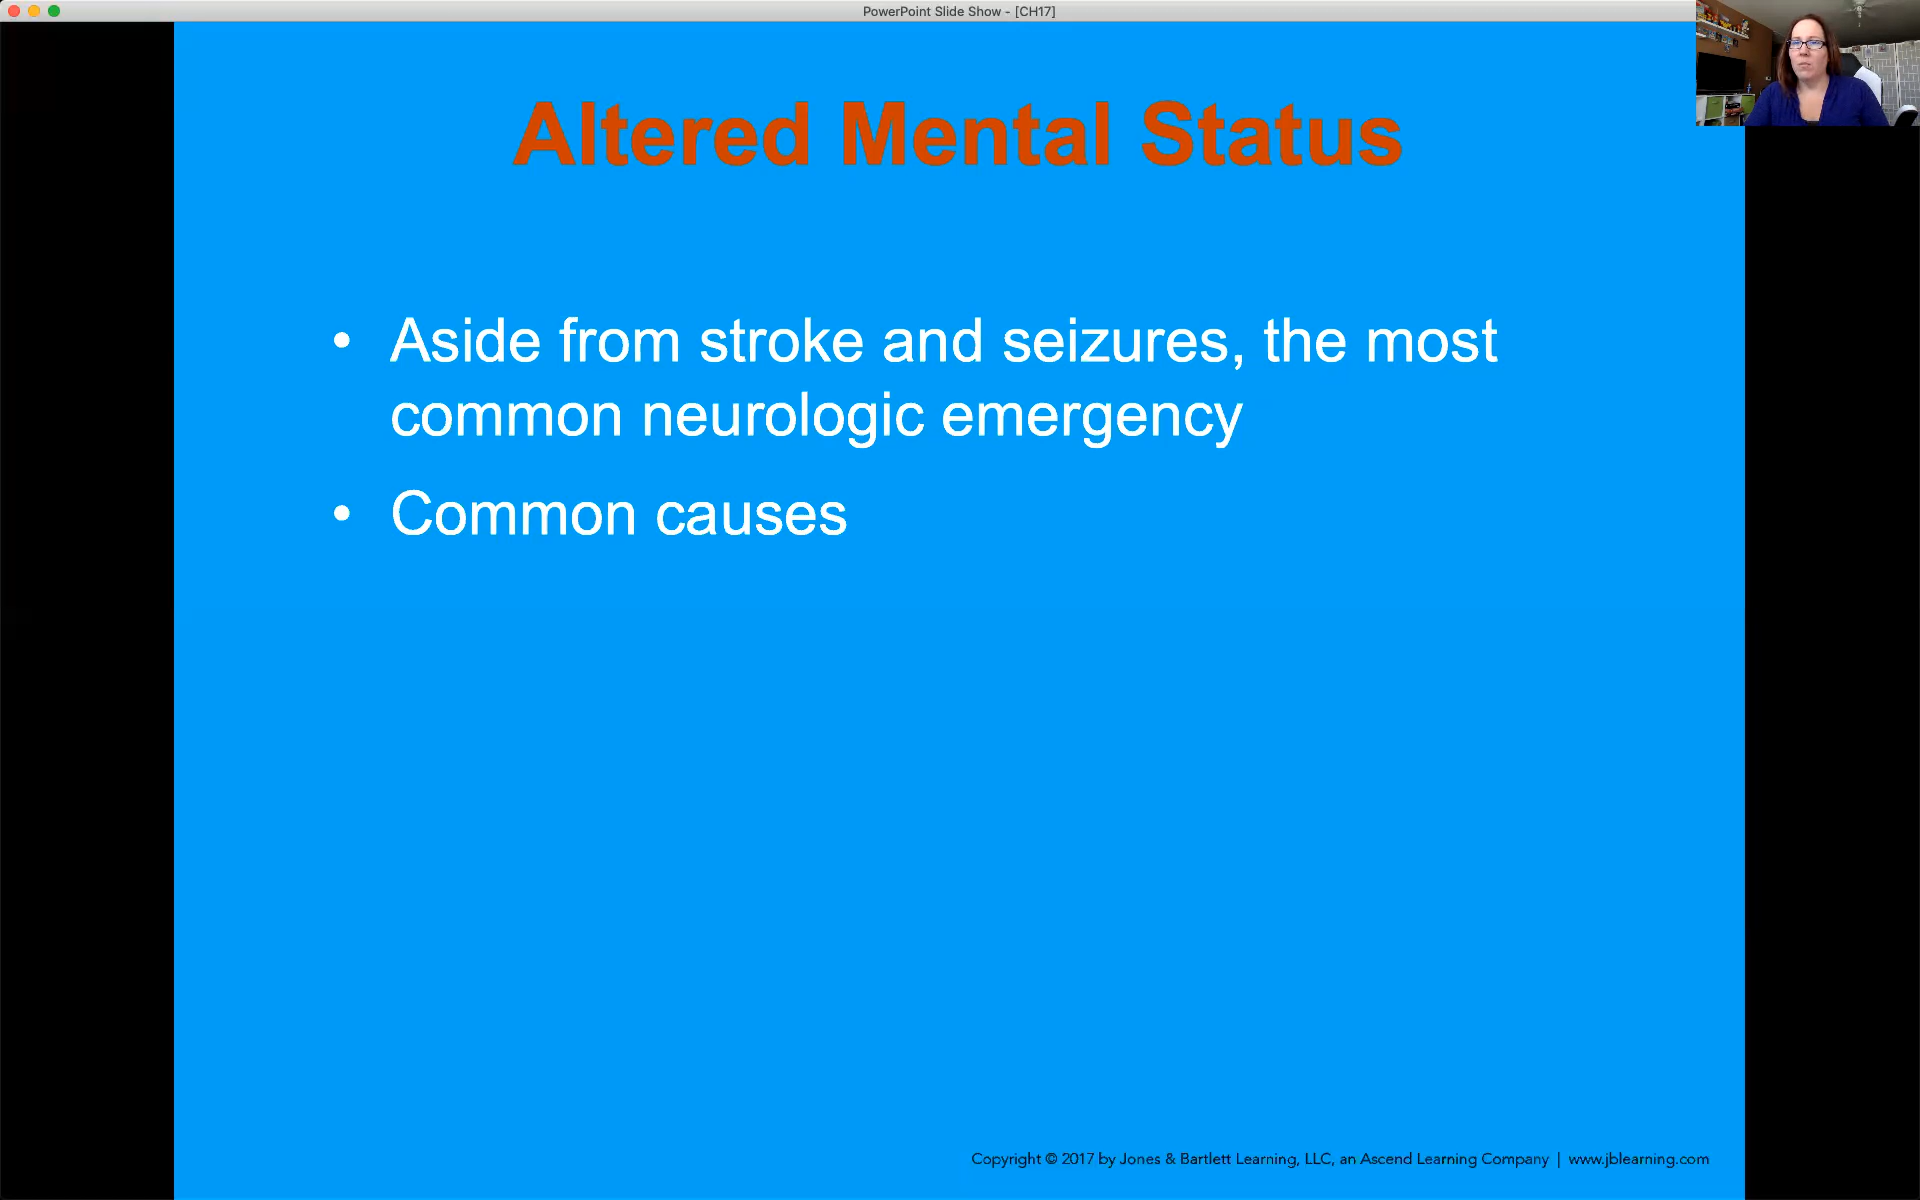 PowerPoint Slide Show - [CH17]
Altered Mental Status
• Aside from stroke and seizures, the most
common neurologic emergency
• Common causes
Copyright © 2017 by Jones & Bartlett Learning, LLC, an Ascend Learning Company | www.jblearning.com